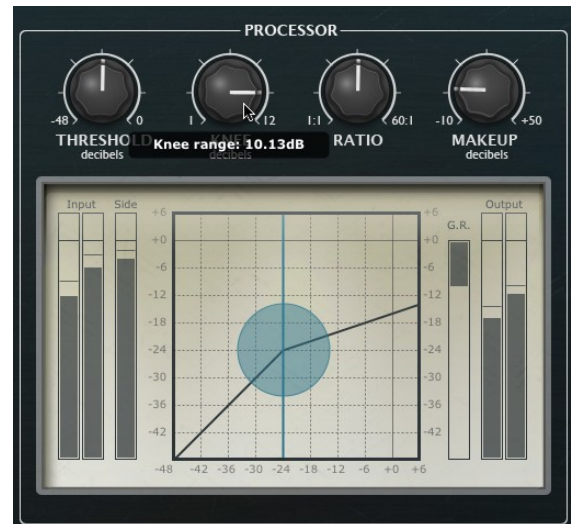 PROCESSOR
-48 0 1 12 1:1 60:1 -10 +50
THRESHOLD KNEE RATIO MAKEUP
decibels decibels decibels
Knee range: 10.13dB
Input Side Output
G.R.
+6 +6
+0 +0
-6 -6
-12 -12
-18 -18
-24 -24
-30 -30
-36 -36
-42 -42
-48 -42 -36 -30 -24 -18 -12 -6 +0 +6